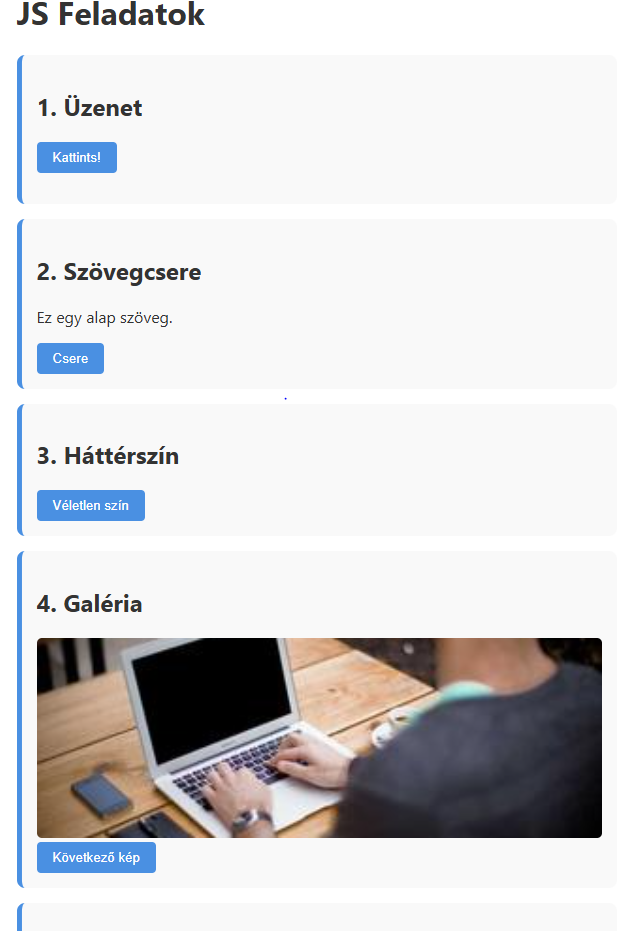 JS Feladatok
1. Üzenet
Kattints!
2. Szövegcsere
Ez egy alap szöveg.
Csere
3. Háttérszín
Véletlen szín
4. Galéria
Következő kép